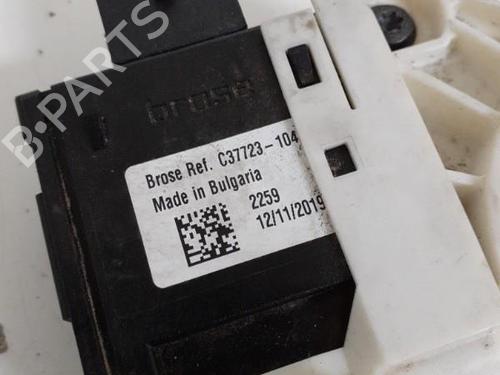 B-PARTS
brose
Brose Ref. C37723-104
Made in Bulgaria
2259
12/11/2019